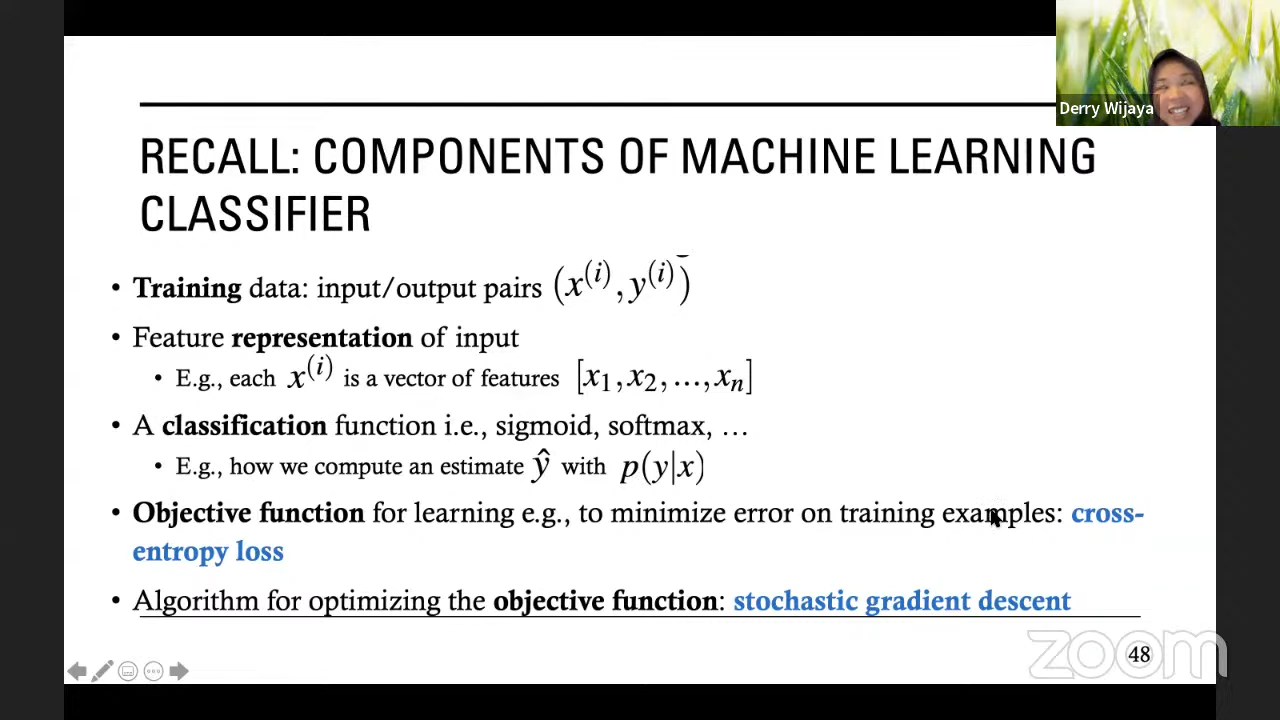 Derry Wijaya
RECALL: COMPONENTS OF MACHINE LEARNING
CLASSIFIER
• Training data: input/output pairs (x^(i), y^(i))
• Feature representation of input
• E.g., each x^(i) is a vector of features [x₁, x₂, …, xₙ]
• A classification function i.e., sigmoid, softmax, …
• E.g., how we compute an estimate ŷ with p(y|x)
• Objective function for learning e.g., to minimize error on training examples: cross-
entropy loss
• Algorithm for optimizing the objective function: stochastic gradient descent
zoom
48